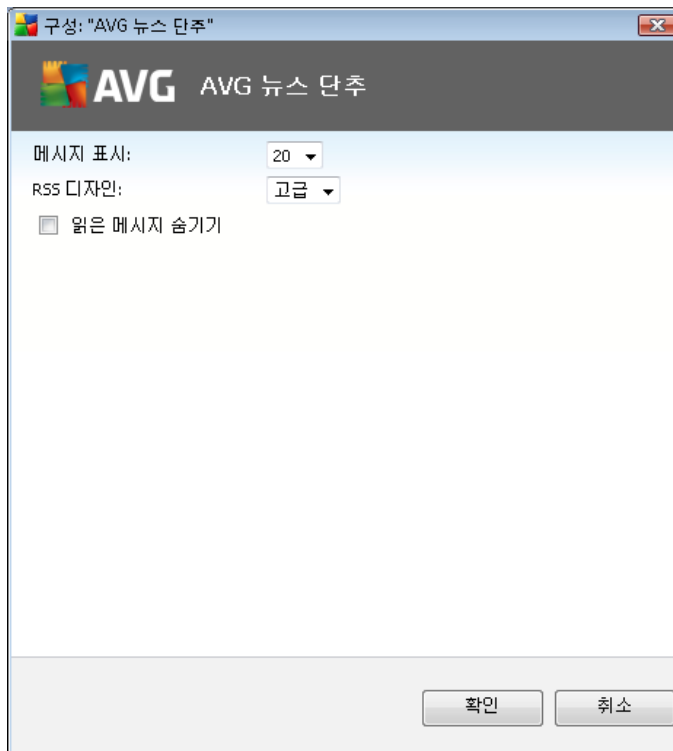 구성: "AVG 뉴스 단추"
AVG AVG 뉴스 단추
메시지 표시: 20
RSS 디자인: 고급
읽은 메시지 숨기기
확인 취소